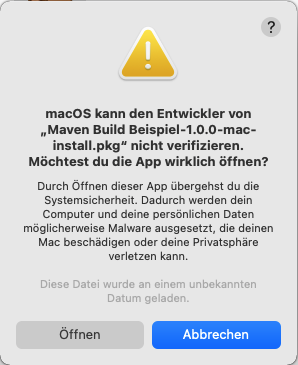 ?
macOS kann den Entwickler von
„Maven Build Beispiel-1.0.0-mac-
install.pkg“ nicht verifizieren.
Möchtest du die App wirklich öffnen?
Durch Öffnen dieser App übergehst du die
Systemsicherheit. Dadurch werden dein
Computer und deine persönlichen Daten
möglicherweise Malware ausgesetzt, die deinen
Mac beschädigen oder deine Privatsphäre
verletzen kann.
Diese Datei wurde an einem unbekannten
Datum geladen.
Öffnen
Abbrechen